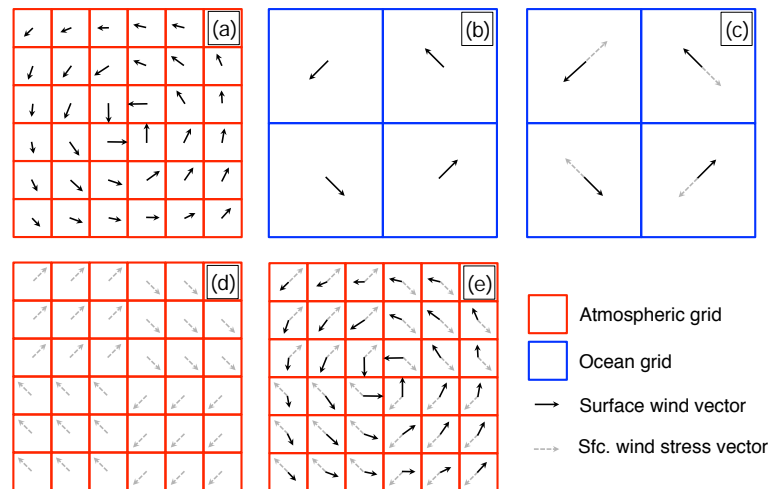 (a)
(b)
(c)
(d)
(e)
Atmospheric grid
Ocean grid
Surface wind vector
Sfc. wind stress vector